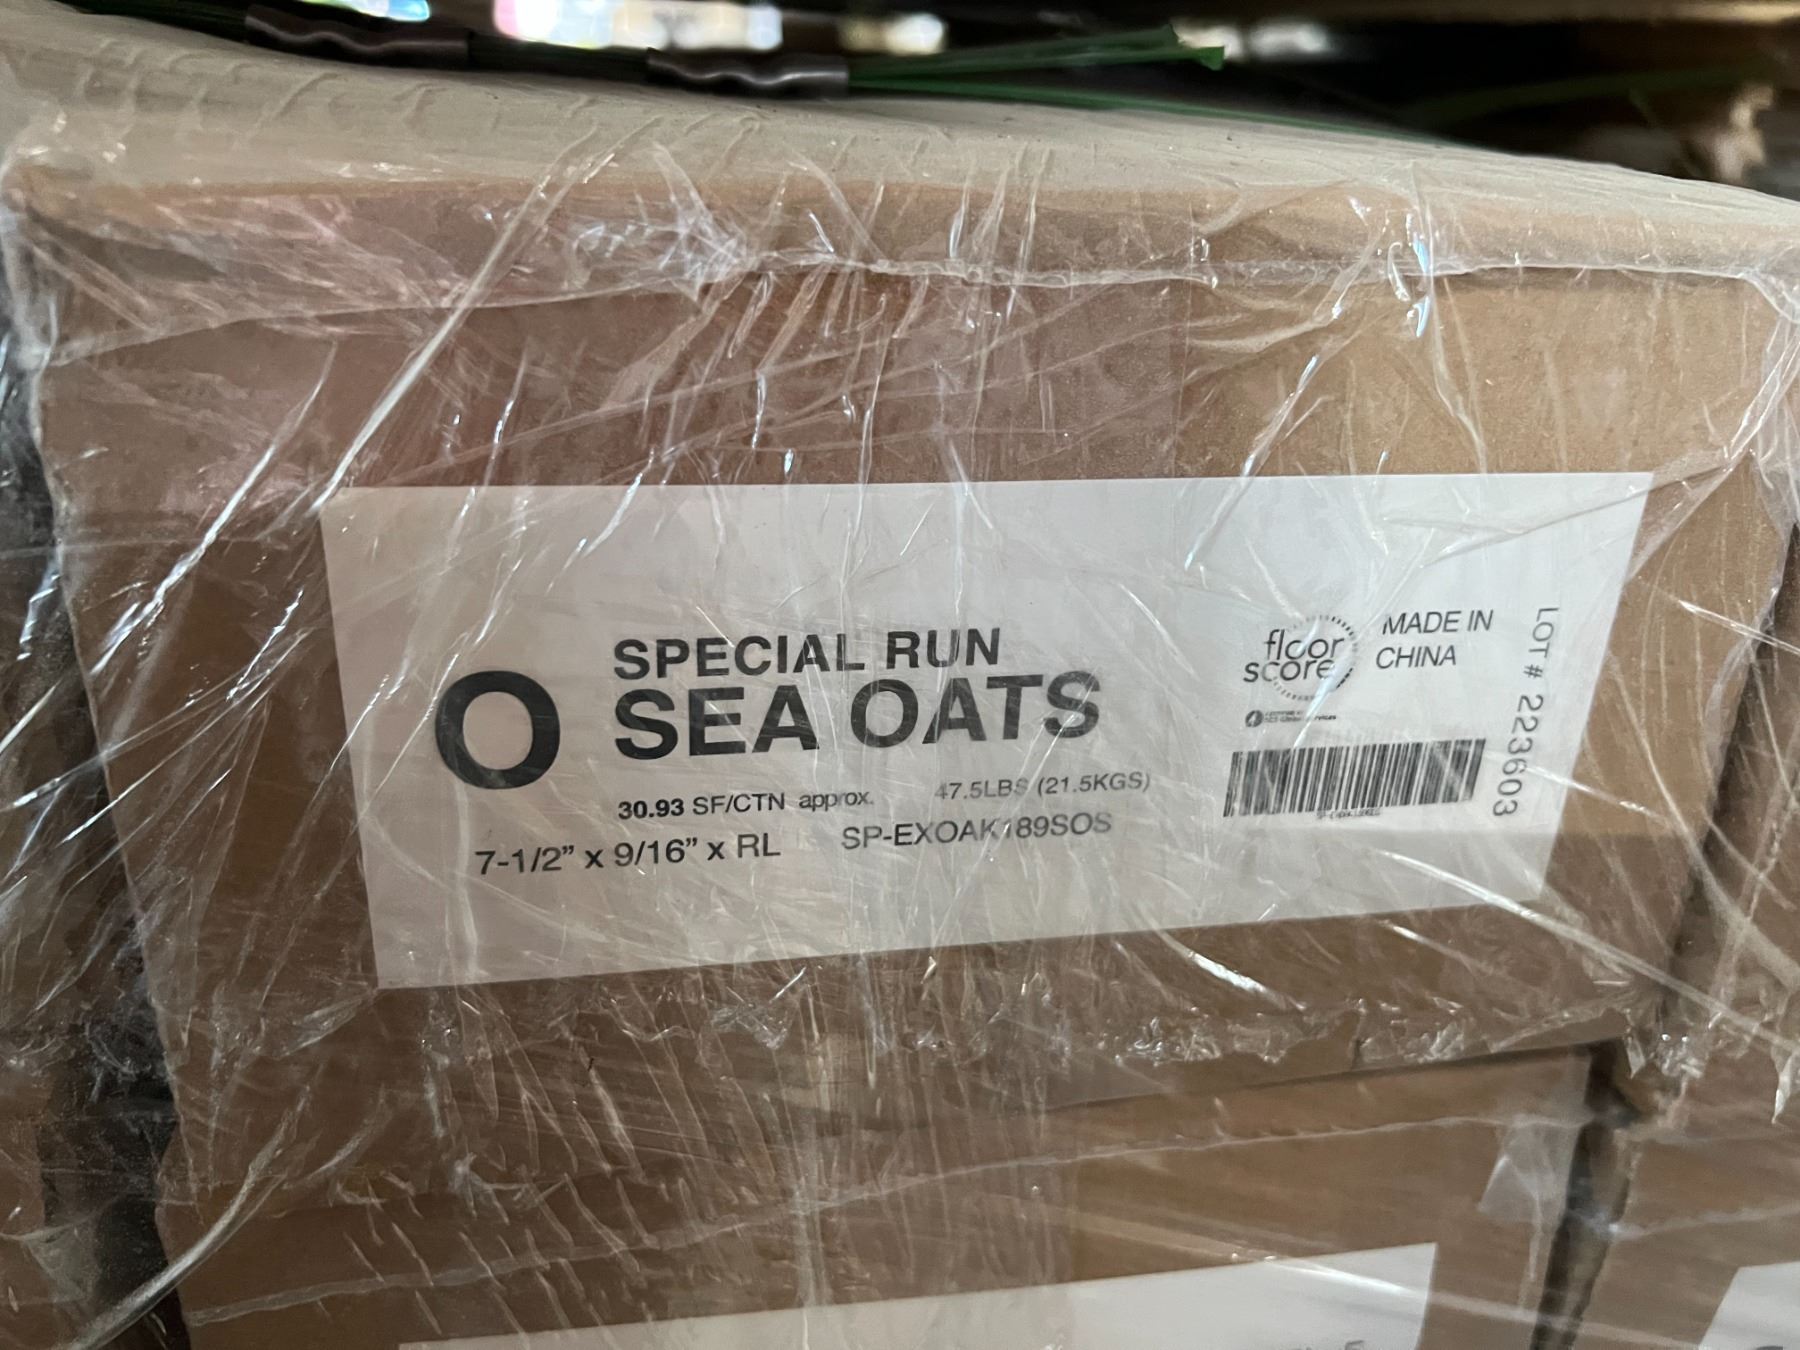 O
SPECIAL RUN
SEA OATS
30.93 SF/CTN approx. 47.5LBS (21.5KGS)
7-1/2” x 9/16” x RL SP-EXOAK189SOS
floor
score
MADE IN
CHINA
LOT # 223603